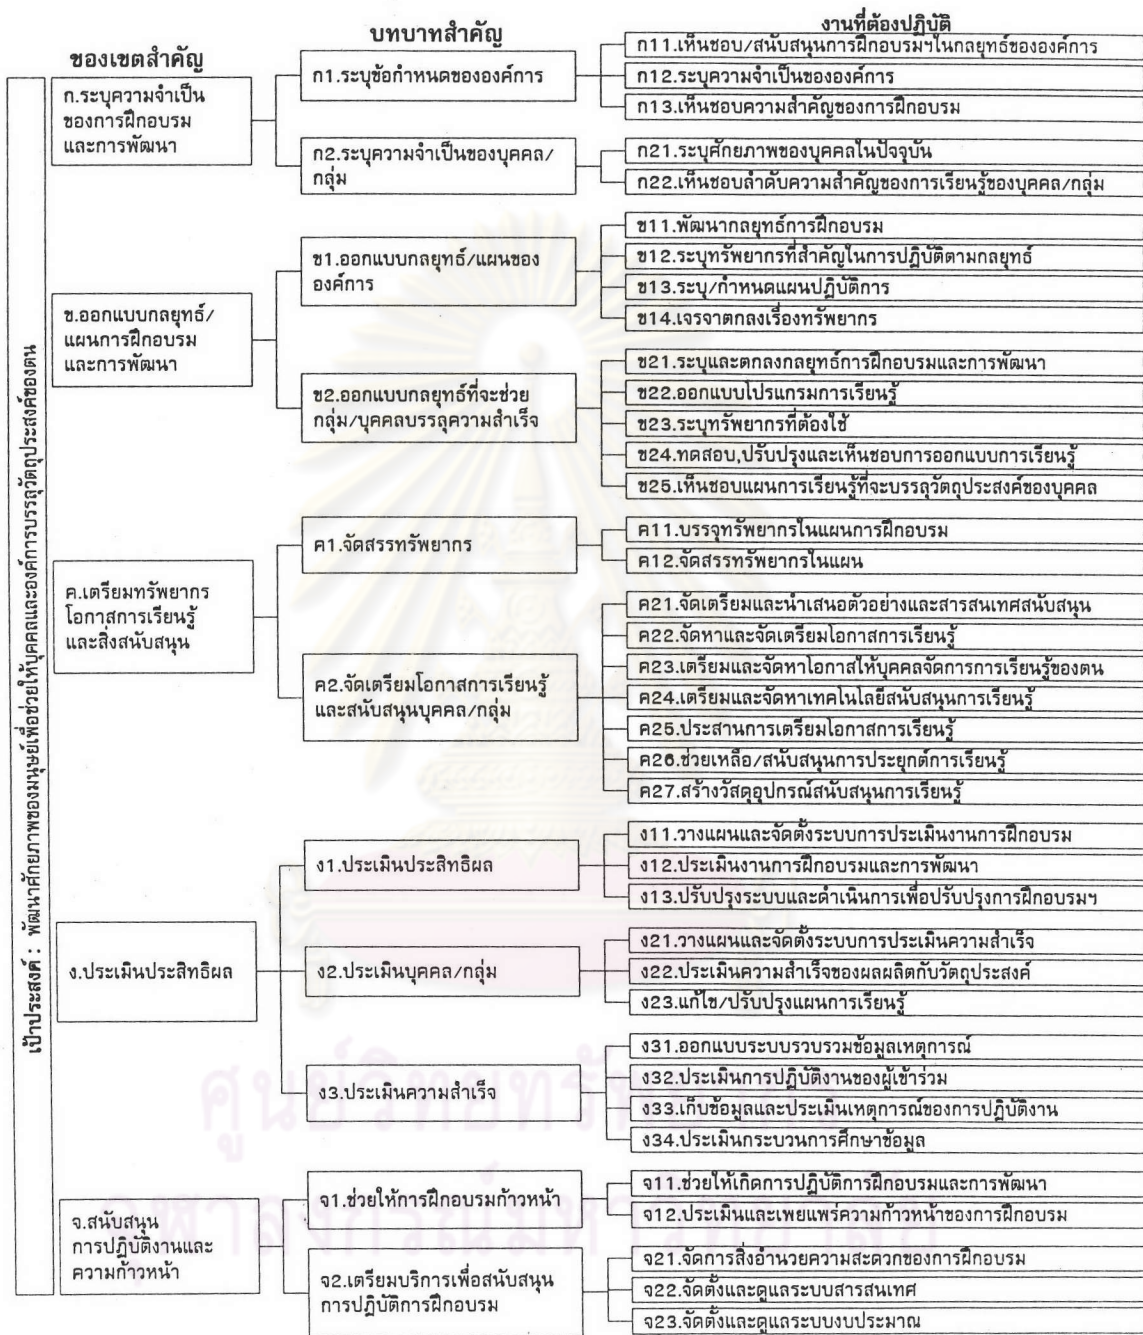 ของเขตสำคัญ
บทบาทสำคัญ
งานที่ต้องปฏิบัติ
เป้าประสงค์ : พัฒนาศักยภาพของมนุษย์เพื่อช่วยให้บุคคลและองค์การบรรลุวัตถุประสงค์ของตน
ก.ระบุความจำเป็น
ของการฝึกอบรม
และการพัฒนา
ก1.ระบุข้อกำหนดขององค์การ
ก11.เห็นชอบ/สนับสนุนการฝึกอบรมฯในกลยุทธ์ขององค์การ
ก12.ระบุความจำเป็นขององค์การ
ก13.เห็นชอบความสำคัญของการฝึกอบรม
ก2.ระบุความจำเป็นของบุคคล/
กลุ่ม
ก21.ระบุศักยภาพของบุคคลในปัจจุบัน
ก22.เห็นชอบลำดับความสำคัญของการเรียนรู้ของบุคคล/กลุ่ม
ข.ออกแบบกลยุทธ์/
แผนการฝึกอบรม
และการพัฒนา
ข1.ออกแบบกลยุทธ์/แผนของ
องค์การ
ข11.พัฒนากลยุทธ์การฝึกอบรม
ข12.ระบุทรัพยากรที่สำคัญในการปฏิบัติตามกลยุทธ์
ข13.ระบุ/กำหนดแผนปฏิบัติการ
ข14.เจรจาตกลงเรื่องทรัพยากร
ข2.ออกแบบกลยุทธ์ที่จะช่วย
กลุ่ม/บุคคลบรรลุความสำเร็จ
ข21.ระบุและตกลงกลยุทธ์การฝึกอบรมและการพัฒนา
ข22.ออกแบบโปรแกรมการเรียนรู้
ข23.ระบุทรัพยากรที่ต้องใช้
ข24.ทดสอบ,ปรับปรุงและเห็นชอบการออกแบบการเรียนรู้
ข25.เห็นชอบแผนการเรียนรู้ที่จะบรรลุวัตถุประสงค์ของบุคคล
ค.เตรียมทรัพยากร
โอกาสการเรียนรู้
และสิ่งสนับสนุน
ค1.จัดสรรทรัพยากร
ค11.บรรจุทรัพยากรในแผนการฝึกอบรม
ค12.จัดสรรทรัพยากรในแผน
ค2.จัดเตรียมโอกาสการเรียนรู้
และสนับสนุนบุคคล/กลุ่ม
ค21.จัดเตรียมและนำเสนอตัวอย่างและสารสนเทศสนับสนุน
ค22.จัดหาและจัดเตรียมโอกาสการเรียนรู้
ค23.เตรียมและจัดหาโอกาสให้บุคคลจัดการการเรียนรู้ของตน
ค24.เตรียมและจัดหาเทคโนโลยีสนับสนุนการเรียนรู้
ค25.ประสานการเตรียมโอกาสการเรียนรู้
ค26.ช่วยเหลือ/สนับสนุนการประยุกต์การเรียนรู้
ค27.สร้างวัสดุอุปกรณ์สนับสนุนการเรียนรู้
ง.ประเมินประสิทธิผล
ง1.ประเมินประสิทธิผล
ง11.วางแผนและจัดตั้งระบบการประเมินงานการฝึกอบรม
ง12.ประเมินงานการฝึกอบรมและการพัฒนา
ง13.ปรับปรุงระบบและดำเนินการเพื่อปรับปรุงการฝึกอบรมฯ
ง2.ประเมินบุคคล/กลุ่ม
ง21.วางแผนและจัดตั้งระบบการประเมินความสำเร็จ
ง22.ประเมินความสำเร็จของผลผลิตกับวัตถุประสงค์
ง23.แก้ไข/ปรับปรุงแผนการเรียนรู้
ง3.ประเมินความสำเร็จ
ง31.ออกแบบระบบรวบรวมข้อมูลเหตุการณ์
ง32.ประเมินการปฏิบัติงานของผู้เข้าร่วม
ง33.เก็บข้อมูลและประเมินเหตุการณ์ของการปฏิบัติงาน
ง34.ประเมินกระบวนการศึกษาข้อมูล
จ.สนับสนุน
การปฏิบัติงานและ
ความก้าวหน้า
จ1.ช่วยให้การฝึกอบรมก้าวหน้า
จ11.ช่วยให้เกิดการปฏิบัติการฝึกอบรมและการพัฒนา
จ12.ประเมินและเผยแพร่ความก้าวหน้าของการฝึกอบรม
จ2.เตรียมบริการเพื่อสนับสนุน
การปฏิบัติการฝึกอบรม
จ21.จัดการสิ่งอำนวยความสะดวกของการฝึกอบรม
จ22.จัดตั้งและดูแลระบบสารสนเทศ
จ23.จัดตั้งและดูแลระบบงบประมาณ
ศูนย์วิทยทรัพยากร
จุฬาลงกรณ์มหาวิทยาลัย